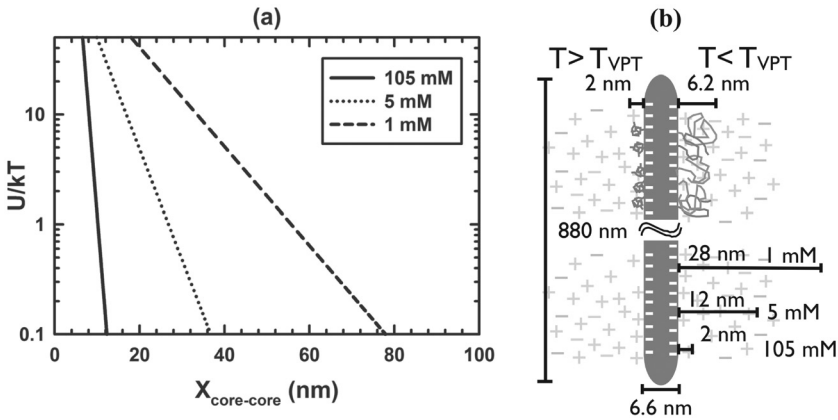 (a)
U/kT
10
1
0.1
0 20 40 60 80 100
X_core-core (nm)
105 mM
5 mM
1 mM
(b)
T> T_VPT T< T_VPT
2 nm 6.2 nm
880 nm
28 nm 1 mM
12 nm 5 mM
2 nm 105 mM
6.6 nm